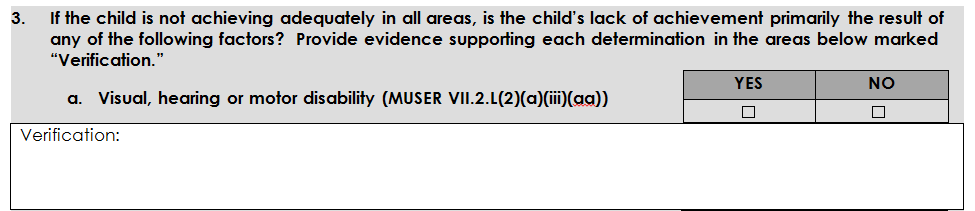 3. If the child is not achieving adequately in all areas, is the child's lack of achievement primarily the result of
any of the following factors? Provide evidence supporting each determination in the areas below marked
"Verification."
YES NO
a. Visual, hearing or motor disability (MUSER VII.2.L(2)(a)(iii)(aa))
☐ ☐
Verification: